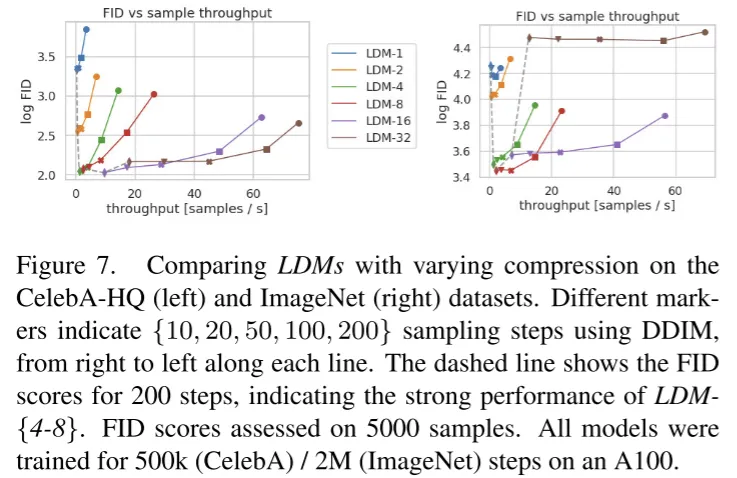 FID vs sample throughput
log FID
3.5
3.0
2.5
2.0
0
20
40
60
throughput [samples / s]
LDM-1
LDM-2
LDM-4
LDM-8
LDM-16
LDM-32
FID vs sample throughput
log FID
4.4
4.2
4.0
3.8
3.6
3.4
0
20
40
60
throughput [samples / s]
Figure 7. Comparing LDMs with varying compression on the
CelebA-HQ (left) and ImageNet (right) datasets. Different mark-
ers indicate {10, 20, 50, 100, 200} sampling steps using DDIM,
from right to left along each line. The dashed line shows the FID
scores for 200 steps, indicating the strong performance of LDM-
{4-8}. FID scores assessed on 5000 samples. All models were
trained for 500k (CelebA) / 2M (ImageNet) steps on an A100.